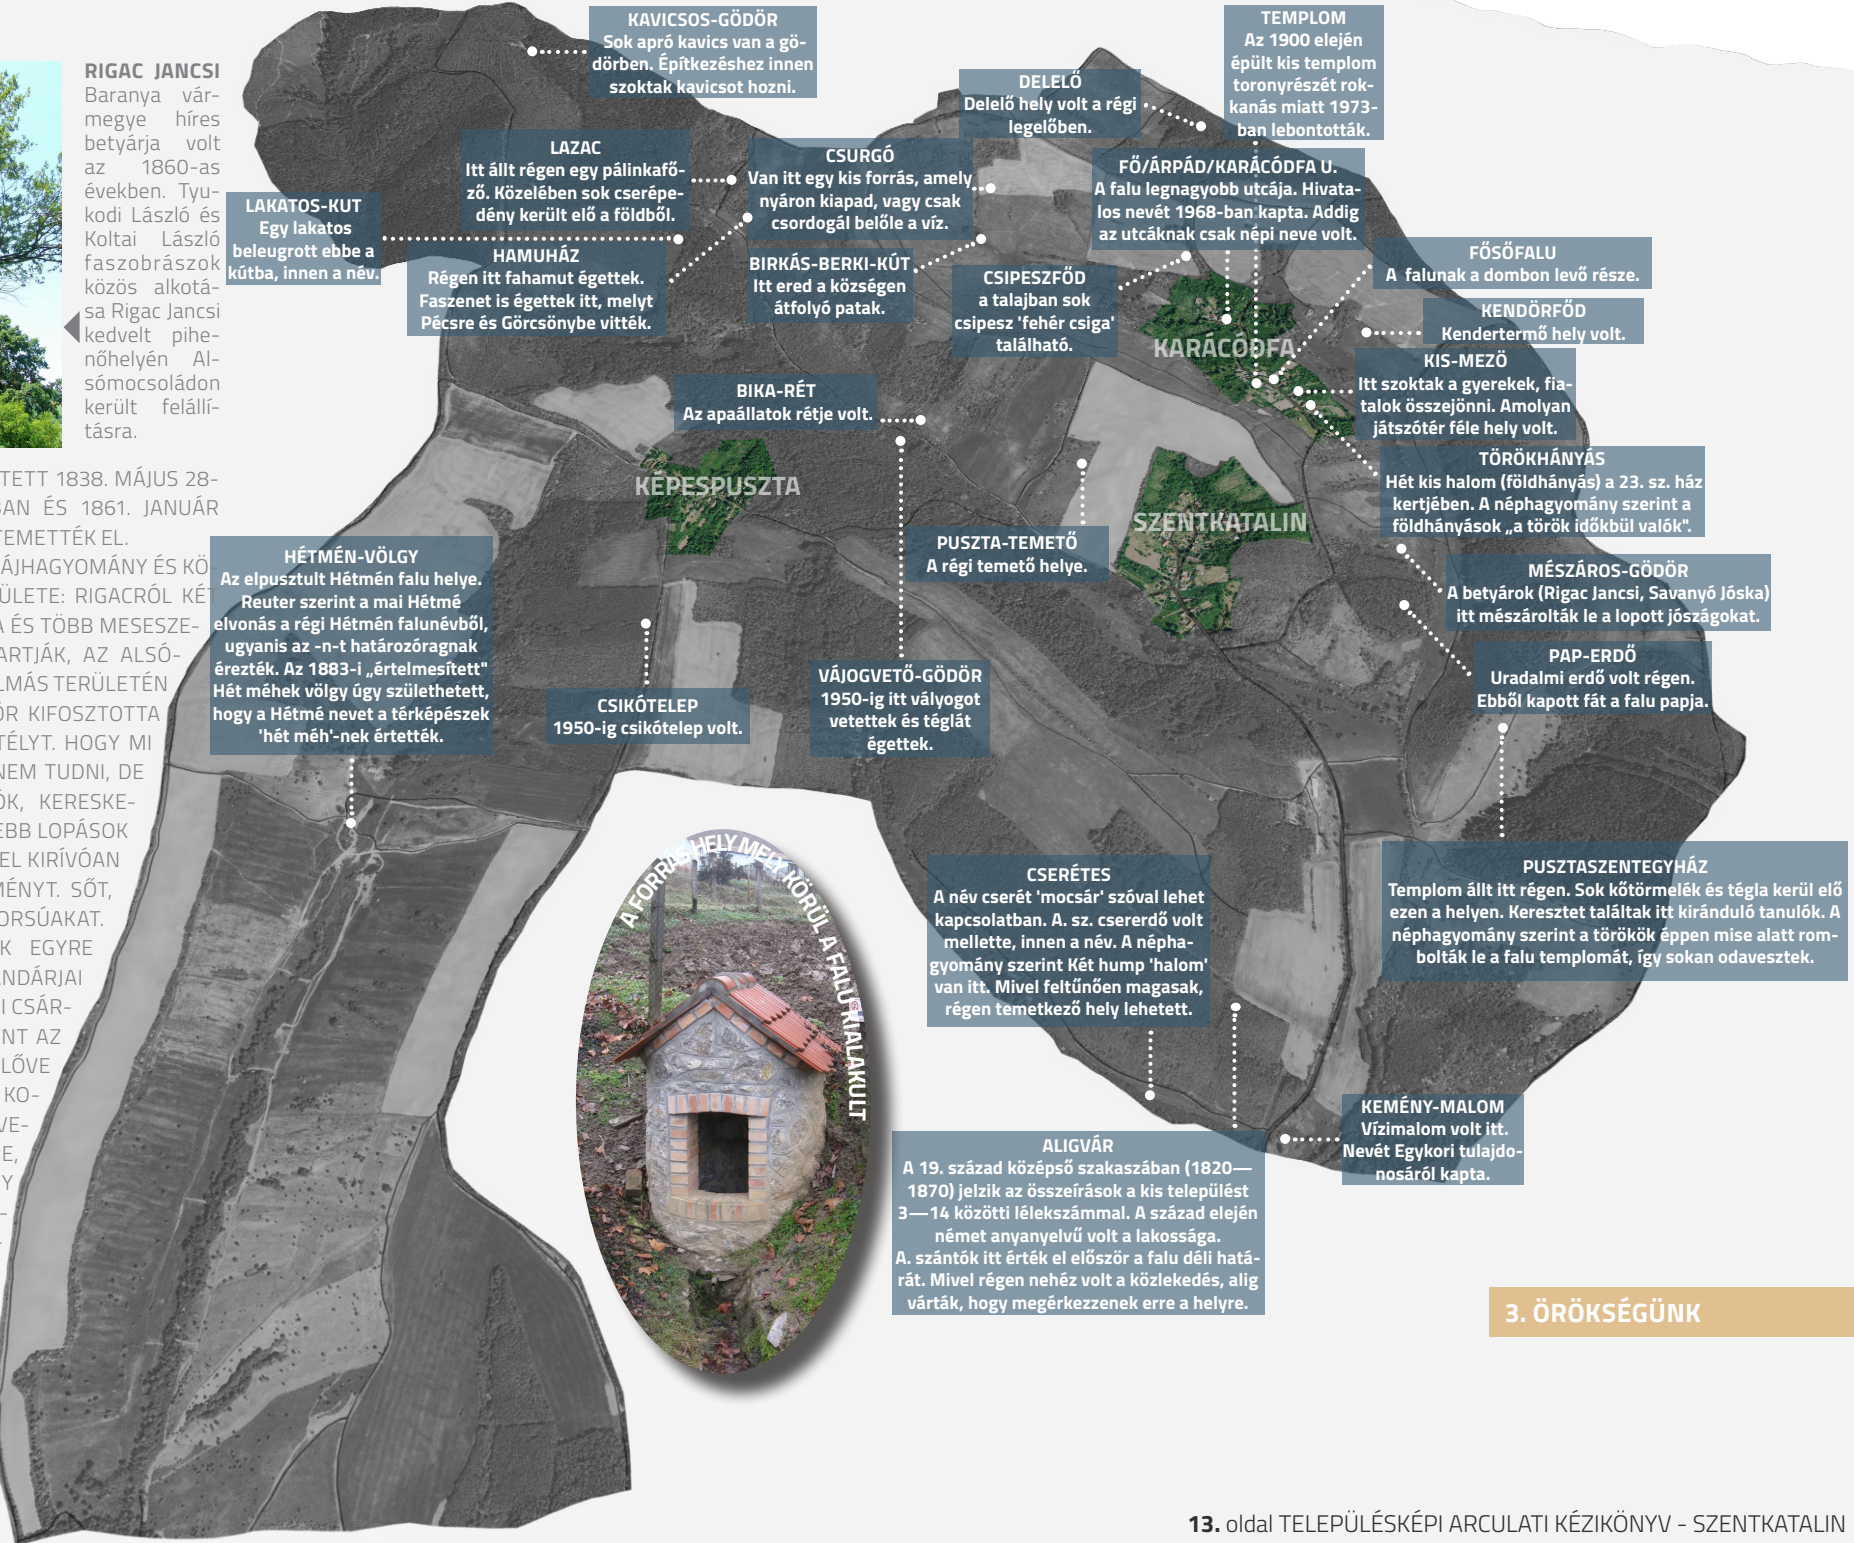 RIGAC JANCSI
Baranya vár-
megye híres
betyárja volt
az 1860-as
években. Tyu-
kodi László és
Koltai László
faszobrászok
közös alkotá-
sa Rigac Jancsi
kedvelt pihe-
nőhelyén Al-
sómocsoládon
került felállí-
tásra.
TETT 1838. MÁJUS 28-
BAN ÉS 1861. JANUÁR
TEMETTÉK EL.
ÁJHAGYOMÁNY ÉS KÖ-
ÜLETE: RIGACRÓL KÉT
A ÉS TÖBB MESESZE-
ARTJÁK, AZ ALSÓ-
LMÁS TERÜLETÉN
ŐR KIFOSZTOTTA
TÉLYT. HOGY MI
NEM TUDNI, DE
ÓK, KERESKE-
EBB LOPÁSOK
EL KIRÍVÓAN
MÉNYT. SŐT,
ORSÚAKAT.
K EGYRE
ANDÁRJAI
I CSÁR-
NT AZ
LŐVE
KO-
VE-
E,
Y
-
KAVICSOS-GÖDÖR
Sok apró kavics van a gö-
dörben. Építkezéshez innen
szoktak kavicsot hozni.
TEMPLOM
Az 1900 elején
épült kis templom
toronyrészét rok-
kanás miatt 1973-
ban lebontották.
DELELŐ
Delelő hely volt a régi
legelőben.
LAZAC
Itt állt régen egy pálinkafő-
ző. Közelében sok cserépe-
dény került elő a földből.
CSURGÓ
Van itt egy kis forrás, amely
nyáron kiapad, vagy csak
csordogál belőle a víz.
FŐ/ÁRPÁD/KARÁCÓDFA U.
A falu legnagyobb utcája. Hivata-
los nevét 1968-ban kapta. Addig
az utcáknak csak népi neve volt.
LAKATOS-KUT
Egy lakatos
beleugrott ebbe a
kútba, innen a név.
HAMUHÁZ
Régen itt fahamut égettek.
Faszenet is égettek itt, melyt
Pécsre és Görcsönybe vitték.
BIRKÁS-BERKI-KÚT
Itt ered a községen
átfolyó patak.
CSIPESZFŐD
a talajban sok
csipesz 'fehér csiga'
található.
FŐSŐFALU
A falunak a dombon levő része.
KENDÖRFŐD
Kendertermő hely volt.
KARÁCÓDFA
KIS-MEZÖ
Itt szoktak a gyerekek, fia-
talok összejönni. Amolyan
játszótér féle hely volt.
BIKA-RÉT
Az apaállatok rétje volt.
TÖRÖKHÁNYÁS
Hét kis halom (földhányás) a 23. sz. ház
kertjében. A néphagyomány szerint a
földhányások „a török időkbül valók".
KÉPESPUSZTA
SZENTKATALIN
PUSZTA-TEMETŐ
A régi temető helye.
HÉTMÉN-VÖLGY
Az elpusztult Hétmén falu helye.
Reuter szerint a mai Hétmé
elvonás a régi Hétmén falunévből,
ugyanis az -n-t határozóragnak
érezték. Az 1883-i „értelmesített"
Hét méhek völgy úgy születhetett,
hogy a Hétmé nevet a térképészek
'hét méh'-nek értették.
MÉSZÁROS-GÖDÖR
A betyárok (Rigac Jancsi, Savanyó Jóska)
itt mészárolták le a lopott jószágokat.
PAP-ERDŐ
Uradalmi erdő volt régen.
Ebből kapott fát a falu papja.
CSIKÓTELEP
1950-ig csikótelep volt.
VÁJOGVETŐ-GÖDÖR
1950-ig itt vályogot
vetettek és téglát
égettek.
A FORRÁS HELY MELY KÖRÜL A FALU KIALAKULT
CSERÉTES
A név cserét 'mocsár' szóval lehet
kapcsolatban. A. sz. csererdő volt
mellette, innen a név. A népha-
gyomány szerint Két hump 'halom'
van itt. Mivel feltűnően magasak,
régen temetkező hely lehetett.
PUSZTASZENTEGYHÁZ
Templom állt itt régen. Sok kőtörmelék és tégla kerül elő
ezen a helyen. Keresztet találtak itt kiránduló tanulók. A
néphagyomány szerint a törökök éppen mise alatt rom-
bolták le a falu templomát, így sokan odavesztek.
KEMÉNY-MALOM
Vízimalom volt itt.
Nevét Egykori tulajdo-
nosáról kapta.
ALIGVÁR
A 19. század középső szakaszában (1820—
1870) jelzik az összeírások a kis települést
3—14 közötti lélekszámmal. A század elején
német anyanyelvű volt a lakossága.
A. szántók itt érték el először a falu déli hatá-
rát. Mivel régen nehéz volt a közlekedés, alig
várták, hogy megérkezzenek erre a helyre.
3. ÖRÖKSÉGÜNK
13. oldal TELEPÜLÉSKÉPI ARCULATI KÉZIKÖNYV - SZENTKATALIN